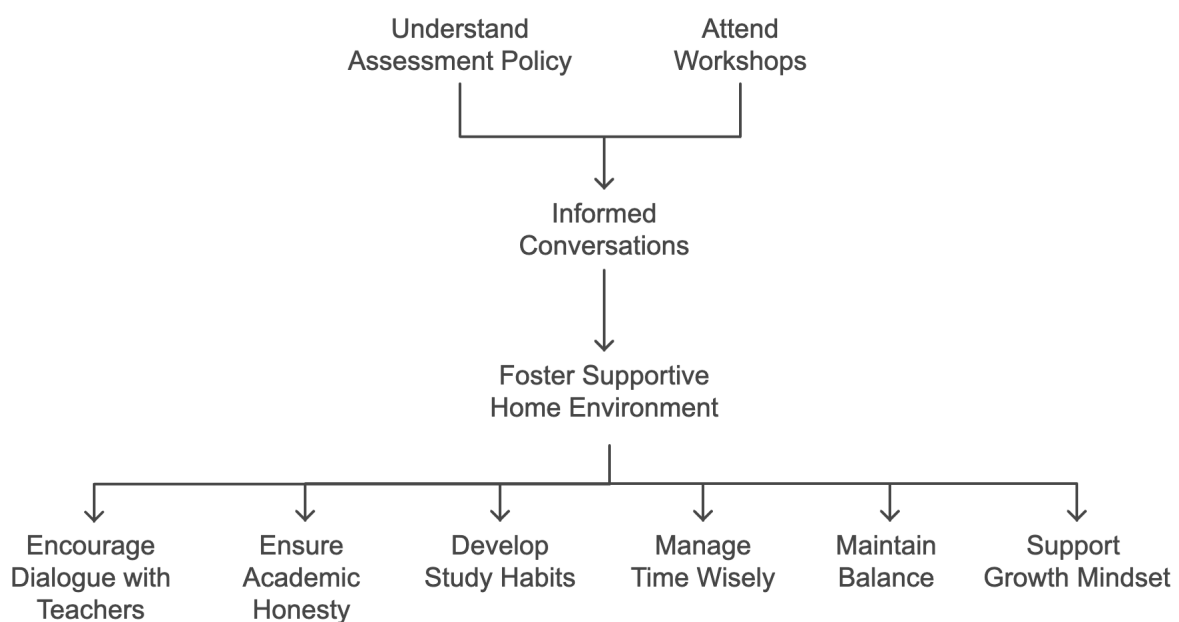 Understand
Assessment Policy
Attend
Workshops
Informed
Conversations
Foster Supportive
Home Environment
Encourage
Dialogue with
Teachers
Ensure
Academic
Honesty
Develop
Study Habits
Manage
Time Wisely
Maintain
Balance
Support
Growth Mindset